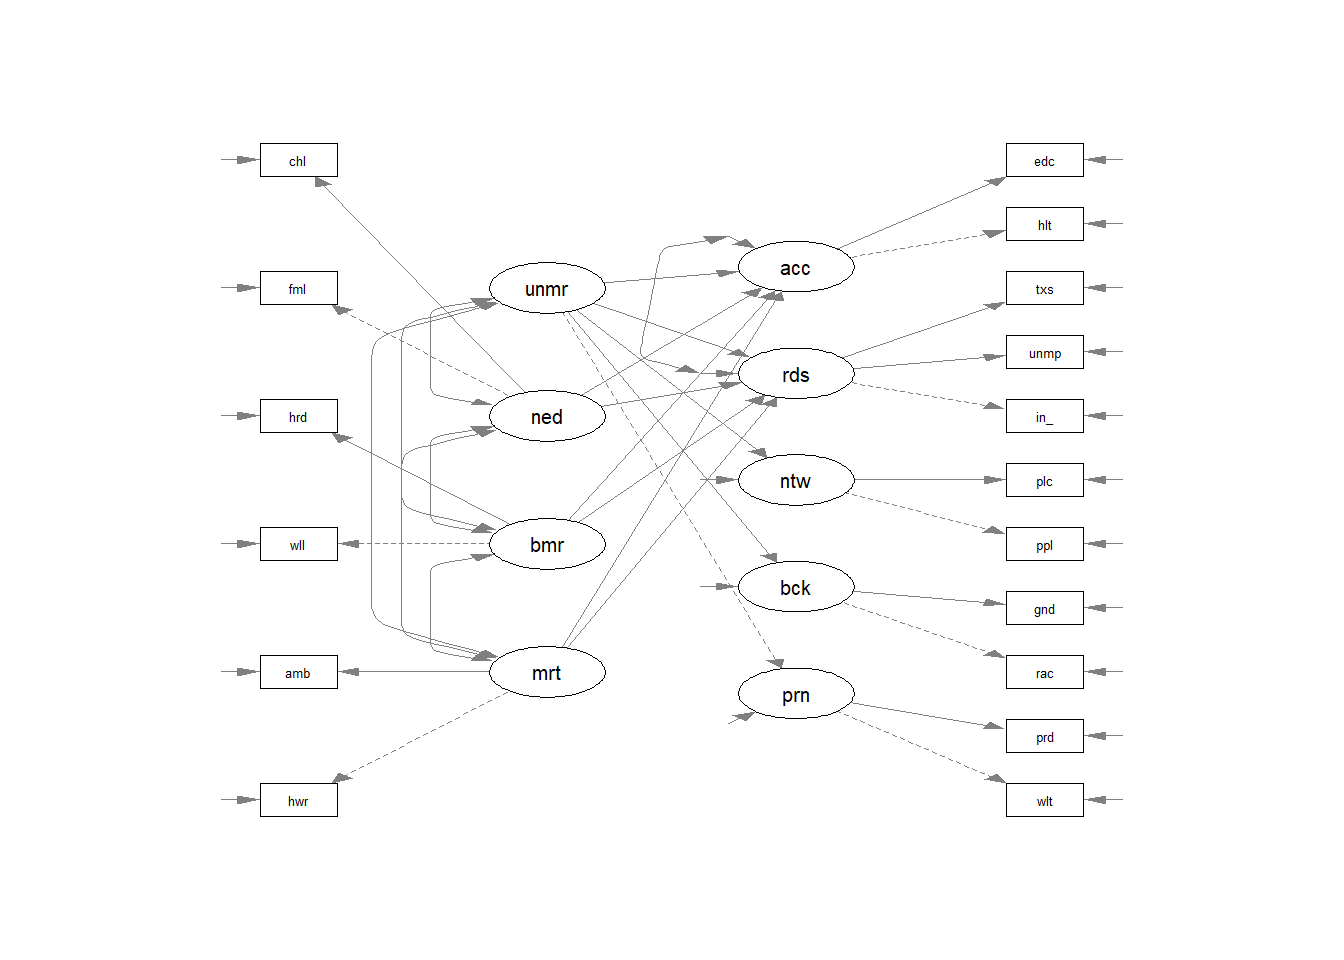 chl
fml
hrd
wll
amb
hwr
unmr
ned
bmr
mrt
acc
rds
ntw
bck
prn
edc
hlt
txs
unmp
in_
plc
ppl
gnd
rac
prd
wlt